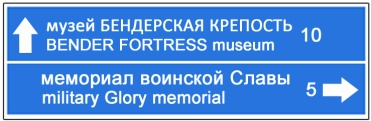 музей БЕНДЕРСКАЯ КРЕПОСТЬ
BENDER FORTRESS museum
10
мемориал воинской Славы
military Glory memorial
5